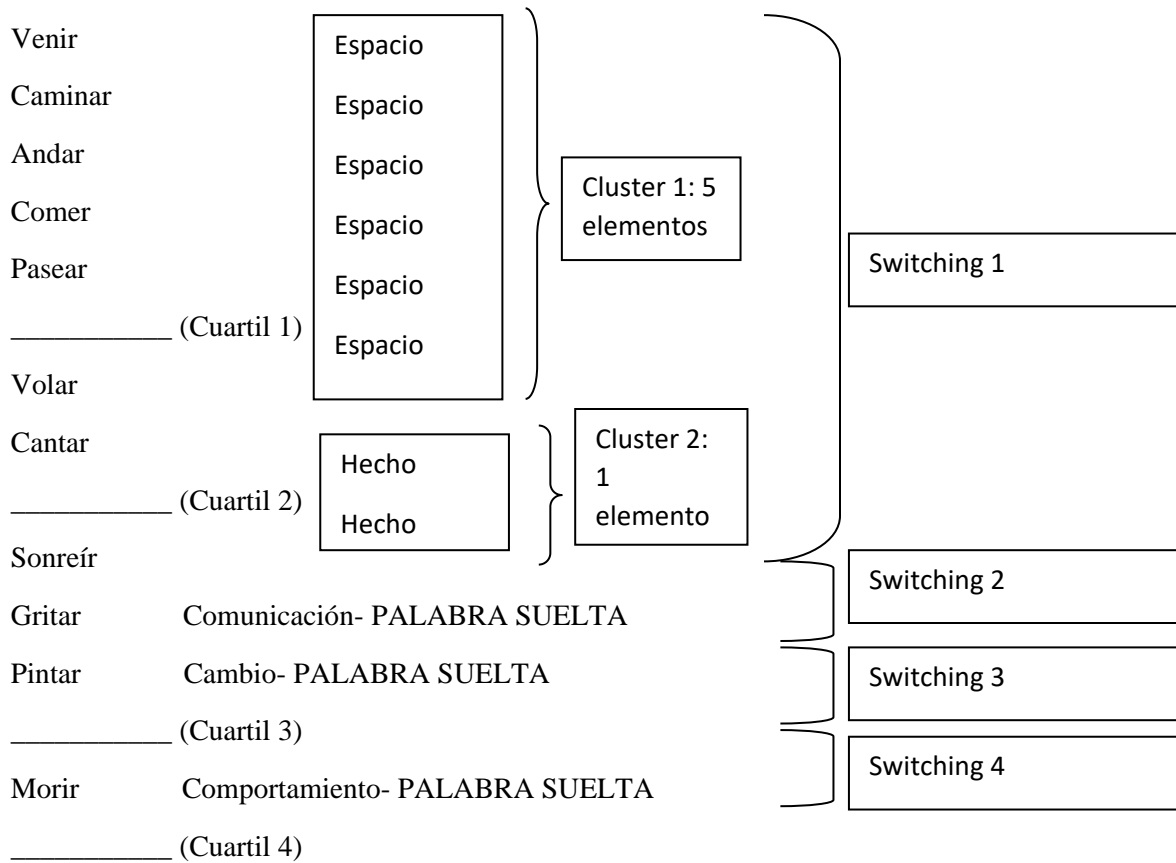 Venir
Espacio
Caminar
Espacio
Andar
Espacio
Cluster 1: 5
elementos
Comer
Espacio
Pasear
Espacio
Switching 1
___________ (Cuartil 1)
Espacio
Volar
Cantar
Hecho
Cluster 2:
1
elemento
___________ (Cuartil 2)
Hecho
Sonreír
Switching 2
Gritar Comunicación- PALABRA SUELTA
Pintar Cambio- PALABRA SUELTA
Switching 3
___________ (Cuartil 3)
Switching 4
Morir Comportamiento- PALABRA SUELTA
___________ (Cuartil 4)